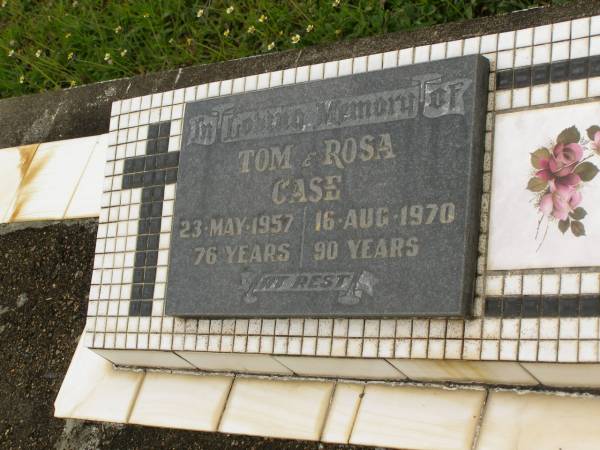 In Loving Memory of
TOM & ROSA
CASE
23·MAY·1957 16·AUG·1970
76 YEARS 90 YEARS
AT REST